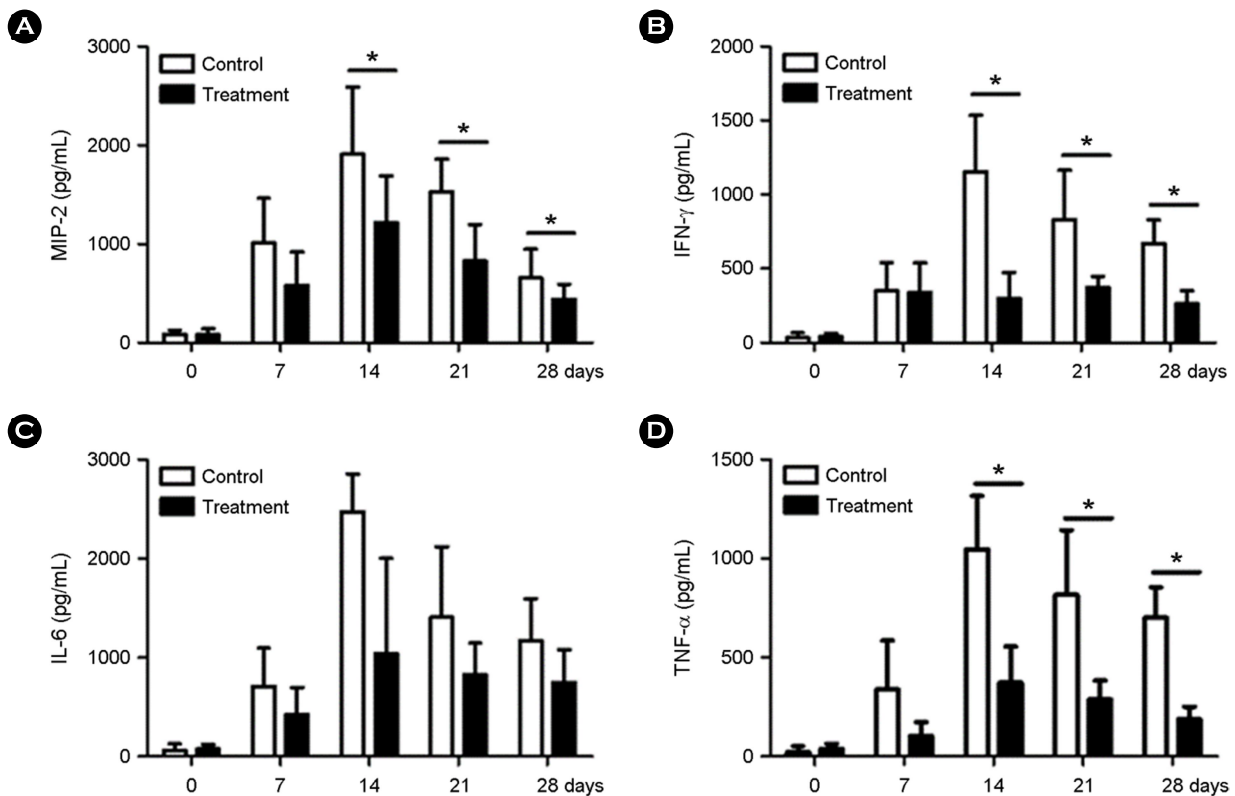 A
MIP-2 (pg/mL)
3000
2000
1000
0
Control
Treatment
*
*
*
0 7 14 21 28 days
B
IFN-γ (pg/mL)
2000
1500
1000
500
0
Control
Treatment
*
*
*
0 7 14 21 28 days
C
IL-6 (pg/mL)
3000
2000
1000
0
Control
Treatment
0 7 14 21 28 days
D
TNF-α (pg/mL)
1500
1000
500
0
Control
Treatment
*
*
*
0 7 14 21 28 days